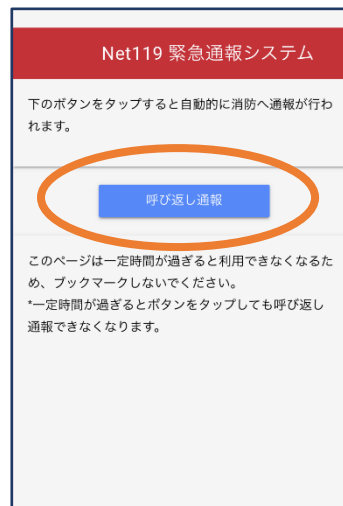 Net119 緊急通報システム
下のボタンをタップすると自動的に消防へ通報が行わ
れます。
呼び返し通報
このページは一定時間が過ぎると利用できなくなるた
め、ブックマークしないでください。
*一定時間が過ぎるとボタンをタップしても呼び返し
通報できなくなります。